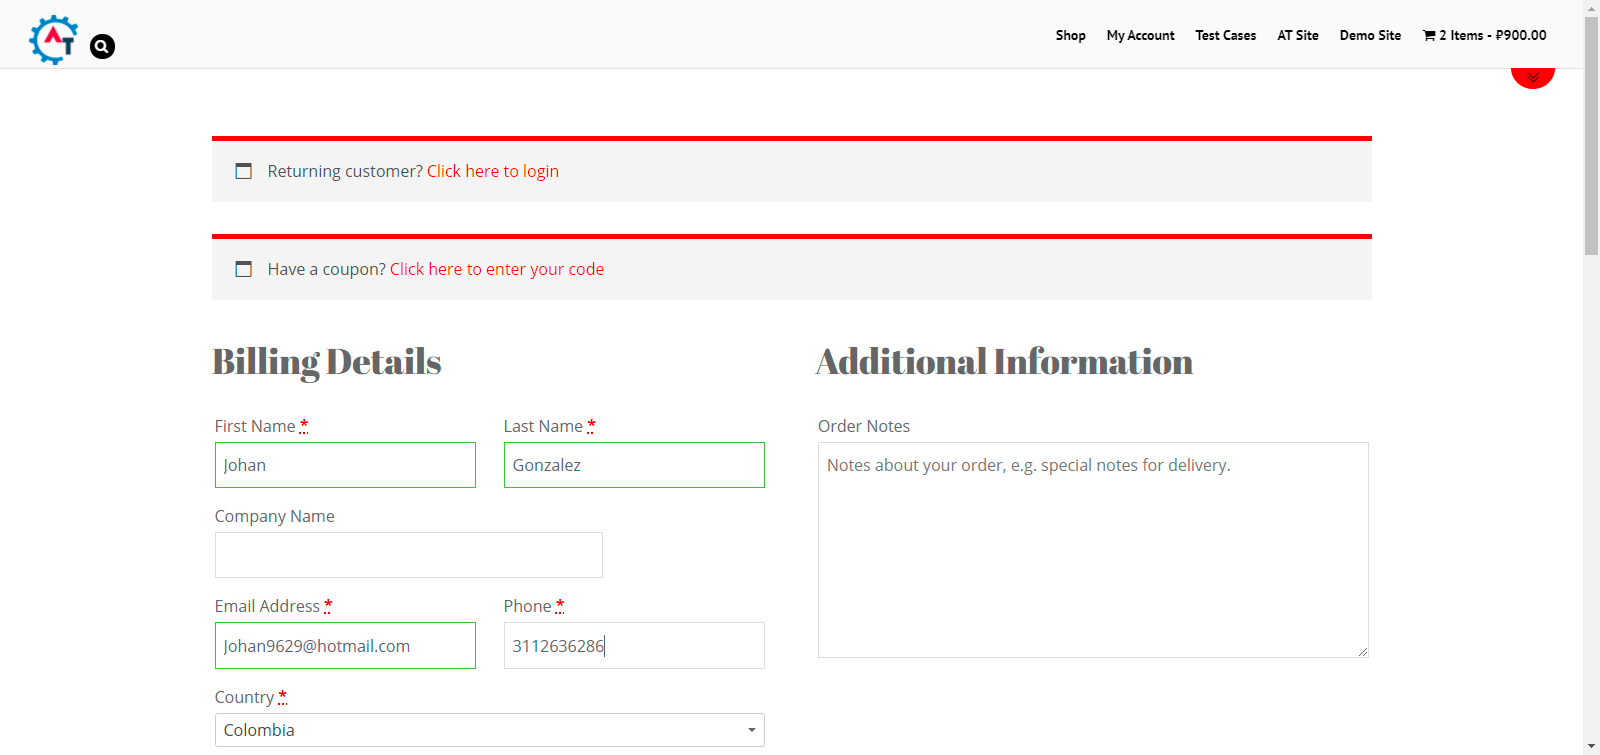 AT
Shop My Account Test Cases AT Site Demo Site 2 Items - ₽900.00
Returning customer? Click here to login
Have a coupon? Click here to enter your code
Billing Details
Additional Information
First Name *
Last Name *
Order Notes
Johan
Gonzalez
Notes about your order, e.g. special notes for delivery.
Company Name
Email Address *
Phone *
Johan9629@hotmail.com
3112636286
Country *
Colombia